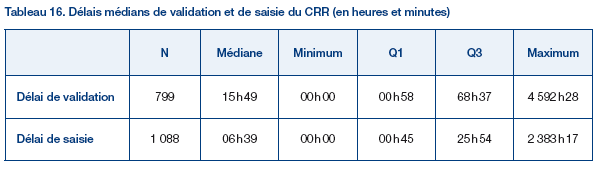 Tableau 16. Délais médians de validation et de saisie du CRR (en heures et minutes)
N Médiane Minimum Q1 Q3 Maximum
Délai de validation 799 15h49 00h00 00h58 68h37 4 592h28
Délai de saisie 1 088 06h39 00h00 00h45 25h54 2 383h17